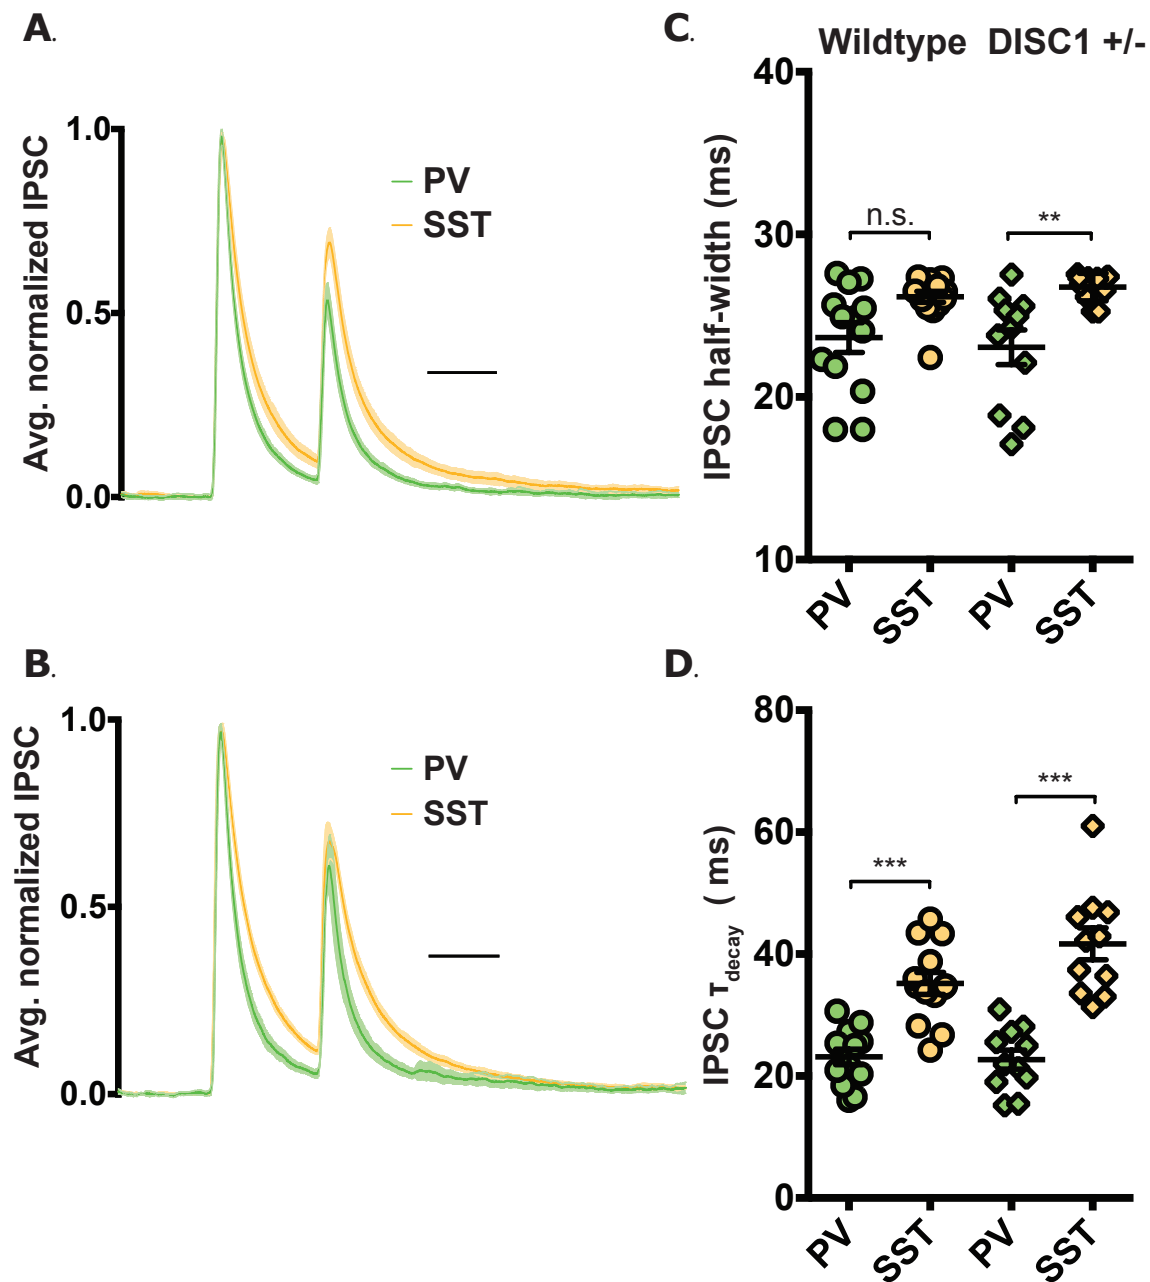 A.
Avg. normalized IPSC
1.0
0.5
0.0
PV
SST
B.
Avg. normalized IPSC
1.0
0.5
0.0
PV
SST
C.
Wildtype DISC1 +/-
IPSC half-width (ms)
40
30
20
10
n.s.
**
PV
SST
PV
SST
D.
IPSC τdecay ( ms)
80
60
40
20
0
***
***
PV
SST
PV
SST